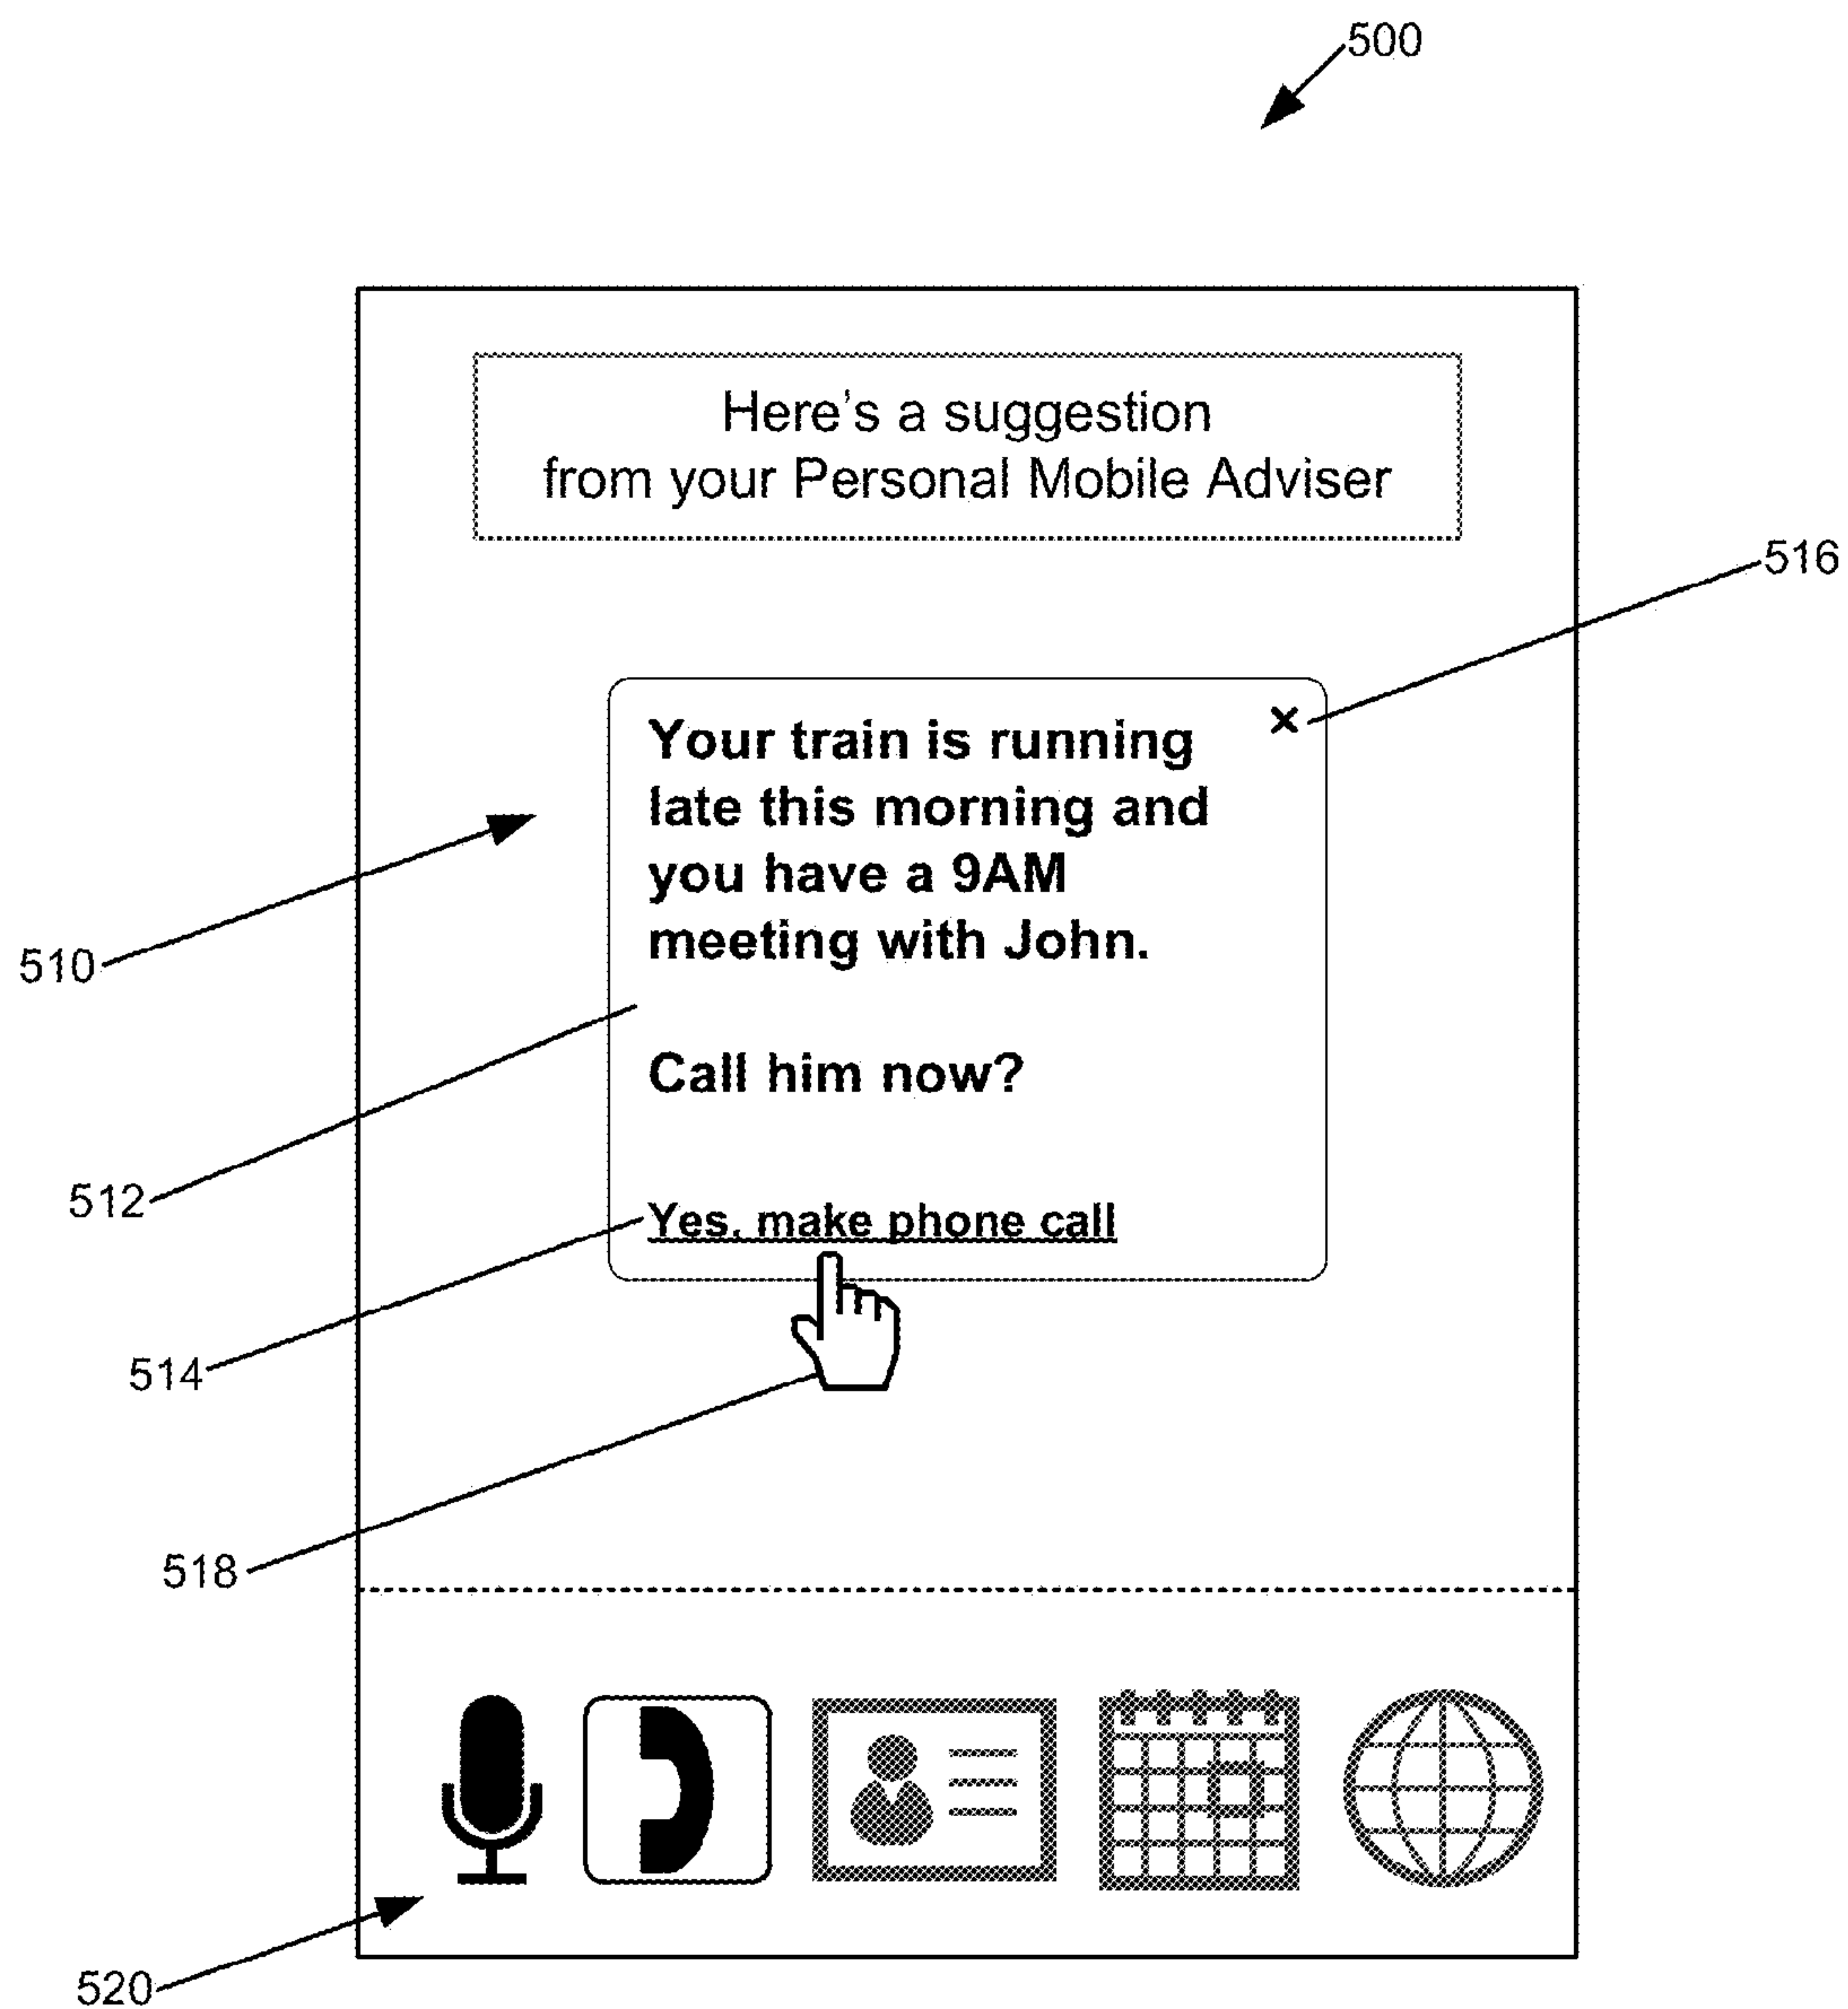 500
Here's a suggestion
from your Personal Mobile Adviser
516
Your train is running
late this morning and
you have a 9AM
meeting with John.
510
Call him now?
512
Yes, make phone call
514
518
520